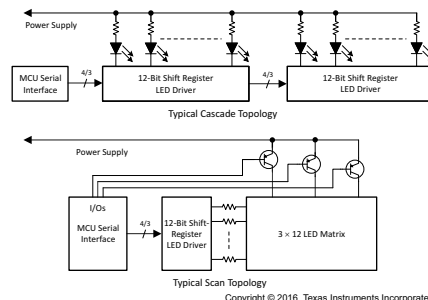 Power Supply
MCU Serial
Interface
4/3
12-Bit Shift Register
LED Driver
4/3
12-Bit Shift Register
LED Driver
Typical Cascade Topology
Power Supply
I/Os
MCU Serial
Interface
4/3
12-Bit Shift-
Register
LED Driver
3 × 12 LED Matrix
Typical Scan Topology
Copyright © 2016, Texas Instruments Incorporate